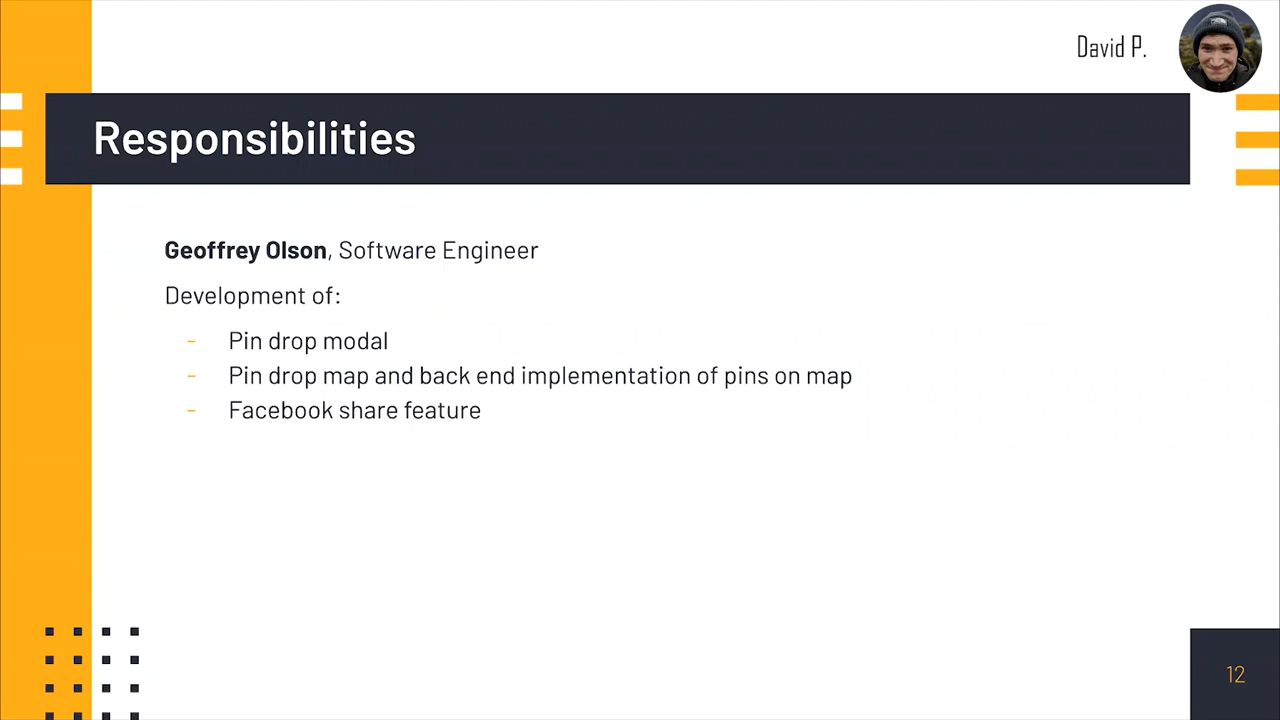 David P.
Responsibilities
Geoffrey Olson, Software Engineer
Development of:
- Pin drop modal
- Pin drop map and back end implementation of pins on map
- Facebook share feature
12